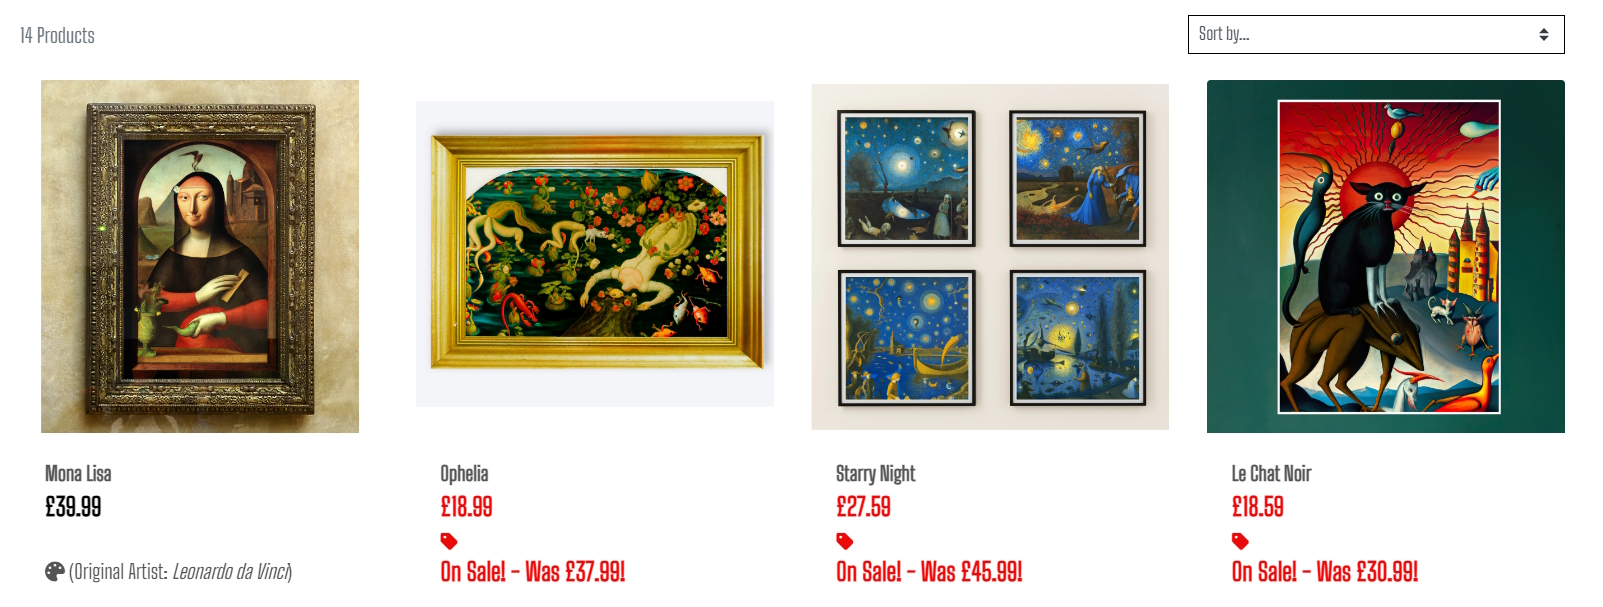 14 Products
Sort by...
Mona Lisa
£39.99
(Original Artist: Leonardo da Vinci)
Ophelia
£18.99
On Sale! - Was £37.99!
Starry Night
£27.59
On Sale! - Was £45.99!
Le Chat Noir
£18.59
On Sale! - Was £30.99!